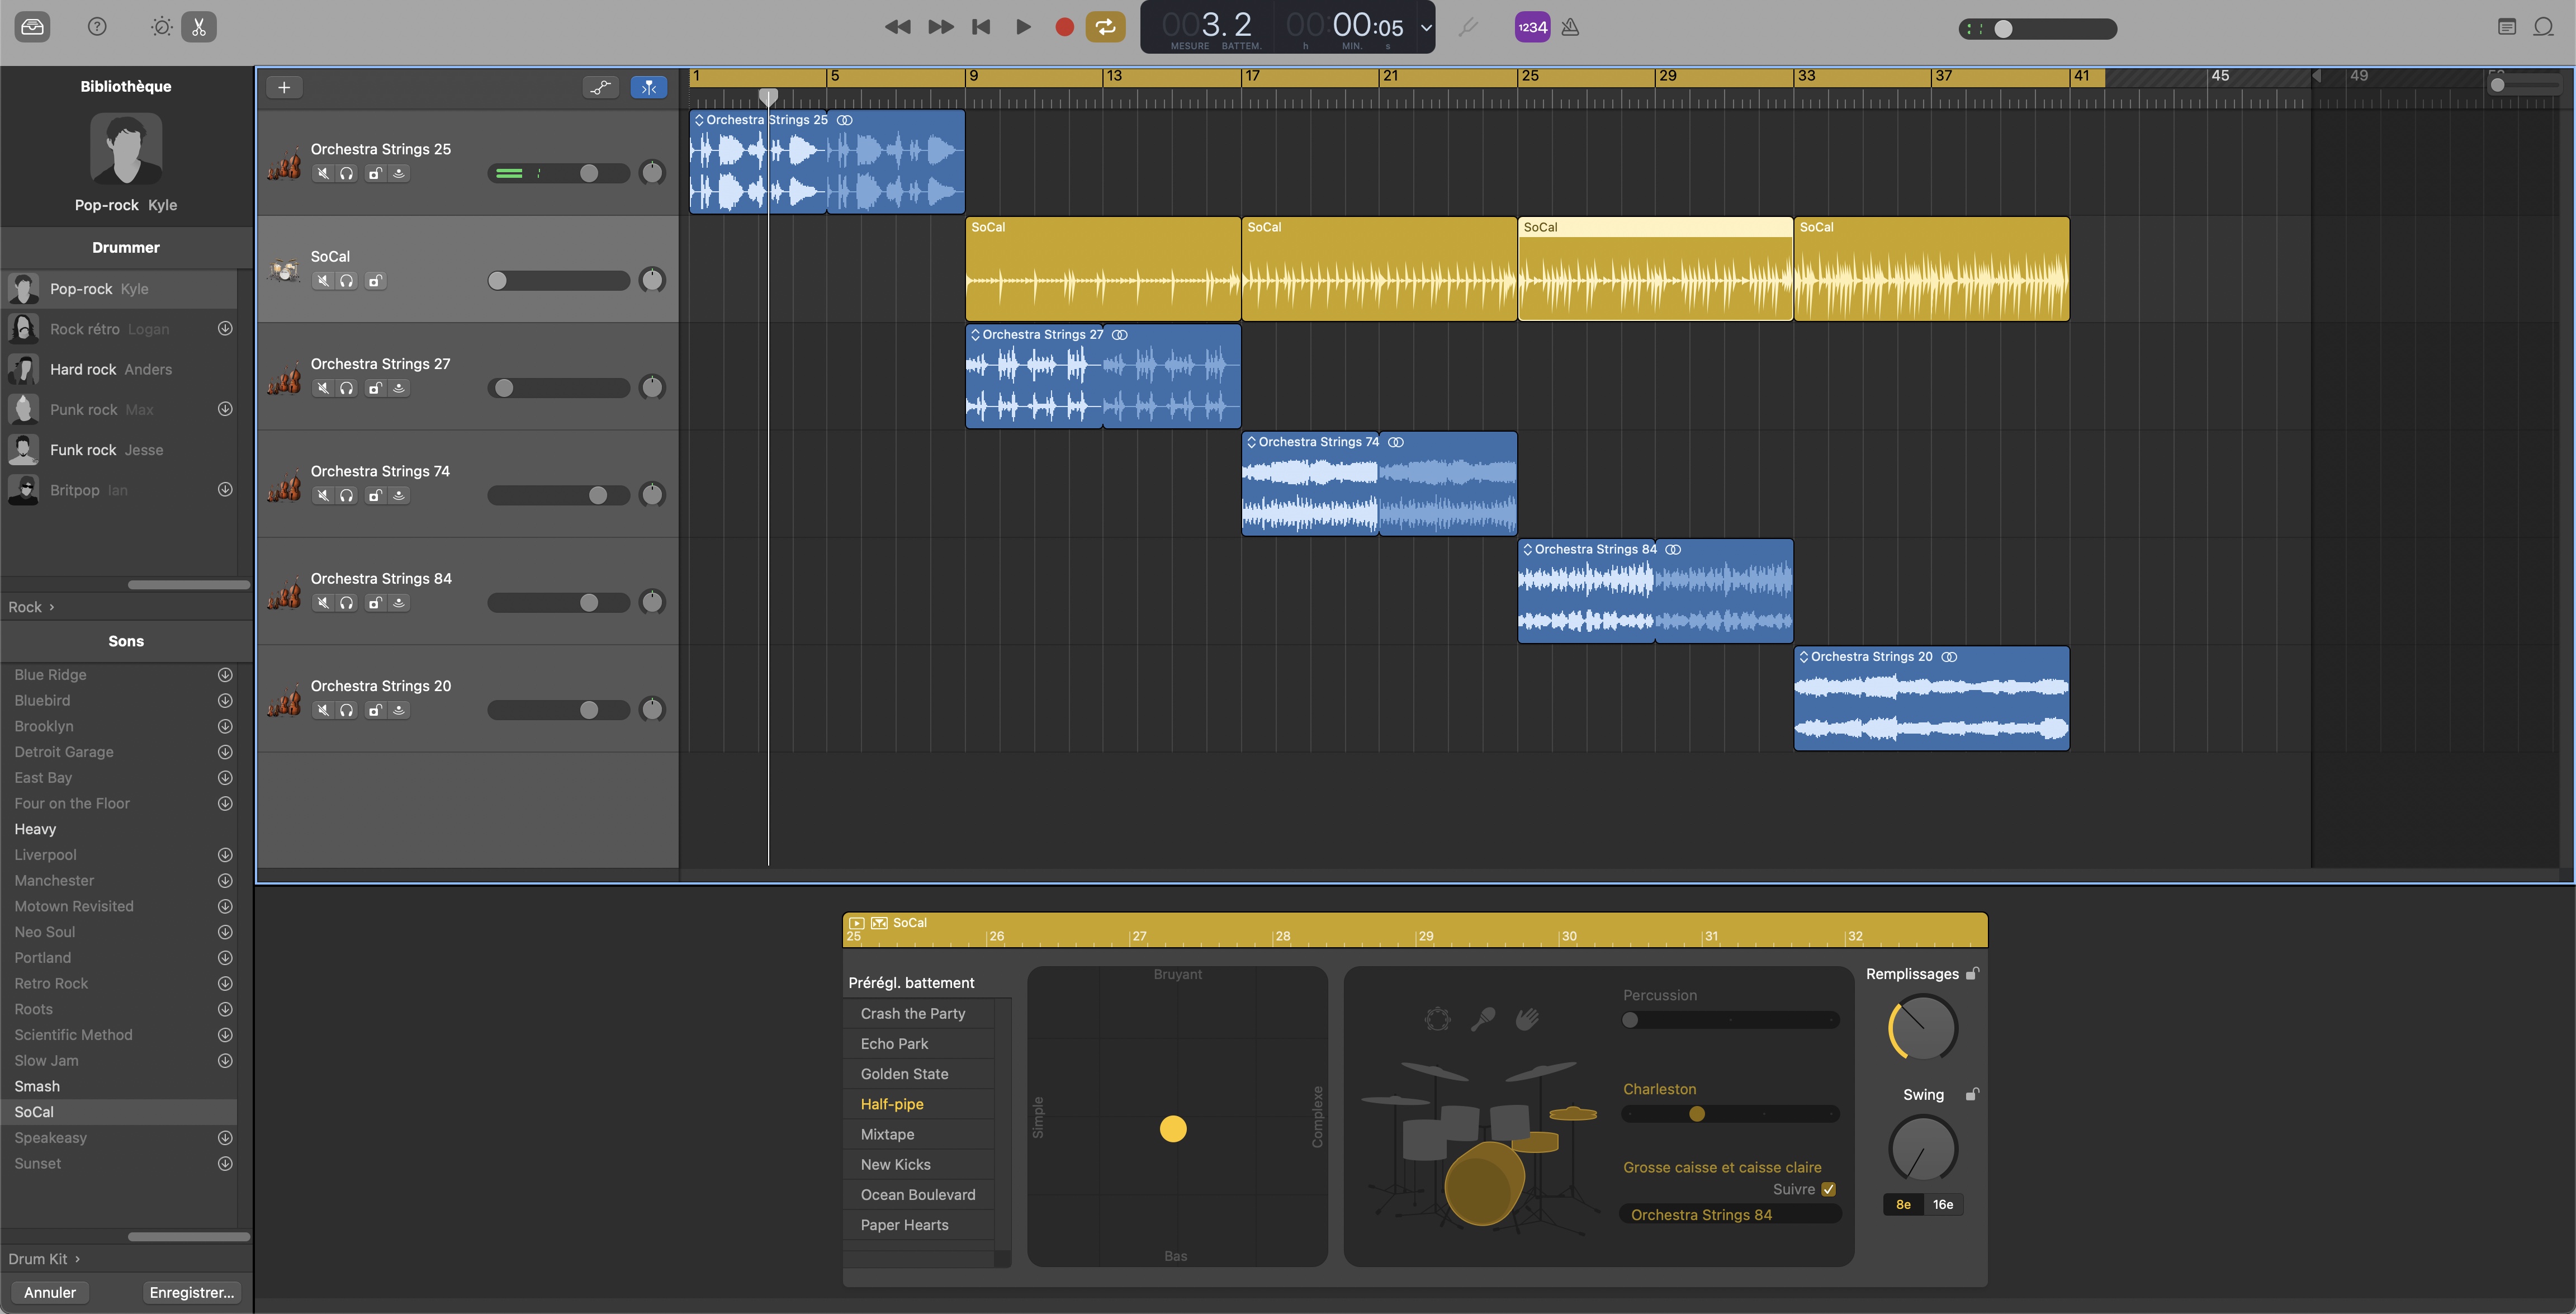 003. 2
00:00:05
MESURE BATTEM. h MIN. s
1234
Bibliothèque
Pop-rock Kyle
Drummer
Pop-rock Kyle
Rock rétro Logan
Hard rock Anders
Punk rock Max
Funk rock Jesse
Britpop Ian
Rock ›
Sons
Blue Ridge
Bluebird
Brooklyn
Detroit Garage
East Bay
Four on the Floor
Heavy
Liverpool
Manchester
Motown Revisited
Neo Soul
Portland
Retro Rock
Roots
Scientific Method
Slow Jam
Smash
SoCal
Speakeasy
Sunset
Drum Kit ›
Annuler Enregistrer...
1 5 9 13 17 21 25 29 33 37 41 45 49
Orchestra Strings 25
SoCal
Orchestra Strings 27
Orchestra Strings 74
Orchestra Strings 84
Orchestra Strings 20
Orchestra Strings 25
SoCal SoCal SoCal SoCal
Orchestra Strings 27
Orchestra Strings 74
Orchestra Strings 84
Orchestra Strings 20
SoCal
25 26 27 28 29 30 31 32
Prérégl. battement
Crash the Party
Echo Park
Golden State
Half-pipe
Mixtape
New Kicks
Ocean Boulevard
Paper Hearts
Bruyant
Simple
Complexe
Bas
Percussion
Charleston
Grosse caisse et caisse claire
Suivre
Orchestra Strings 84
Remplissages
Swing
8e 16e